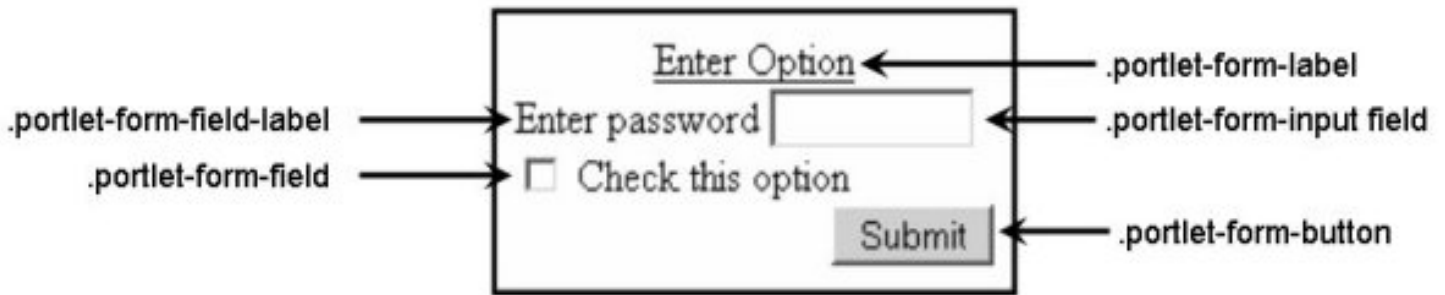 Enter Option
.portlet-form-label
.portlet-form-field-label
Enter password
.portlet-form-input field
.portlet-form-field
Check this option
Submit
.portlet-form-button